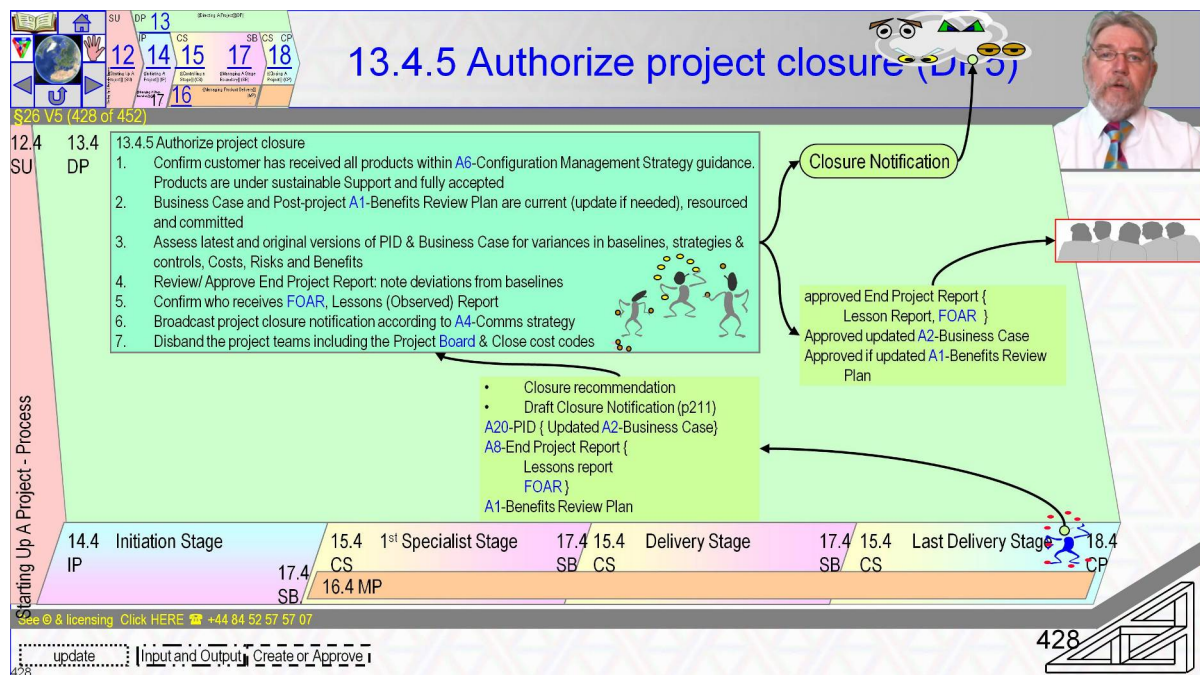 SU
DP 13
[[Directing A Project]](DP)
IP
CS
SB
CS CP
12
14
15
17
18
17
16
13.4.5 Authorize project closure (DP5)
§26 V5 (428 of 452)
12.4
SU
13.4
DP
13.4.5 Authorize project closure
1. Confirm customer has received all products within A6-Configuration Management Strategy guidance.
Products are under sustainable Support and fully accepted
2. Business Case and Post-project A1-Benefits Review Plan are current (update if needed), resourced
and committed
3. Assess latest and original versions of PID & Business Case for variances in baselines, strategies &
controls, Costs, Risks and Benefits
4. Review/ Approve End Project Report: note deviations from baselines
5. Confirm who receives FOAR, Lessons (Observed) Report
6. Broadcast project closure notification according to A4-Comms strategy
7. Disband the project teams including the Project Board & Close cost codes
Closure Notification
approved End Project Report {
Lesson Report, FOAR }
Approved updated A2-Business Case
Approved if updated A1-Benefits Review
Plan
• Closure recommendation
• Draft Closure Notification (p211)
A20-PID { Updated A2-Business Case}
A8-End Project Report {
Lessons report
FOAR }
A1-Benefits Review Plan
Starting Up A Project - Process
14.4 Initiation Stage
IP
17.4
SB
15.4 1st Specialist Stage
CS
17.4
SB
15.4 Delivery Stage
CS
17.4
SB
15.4 Last Delivery Stage
CS
18.4
CP
16.4 MP
See © & licensing Click HERE ☎ +44 84 52 57 57 07
update
Input and Output
Create or Approve
428
428